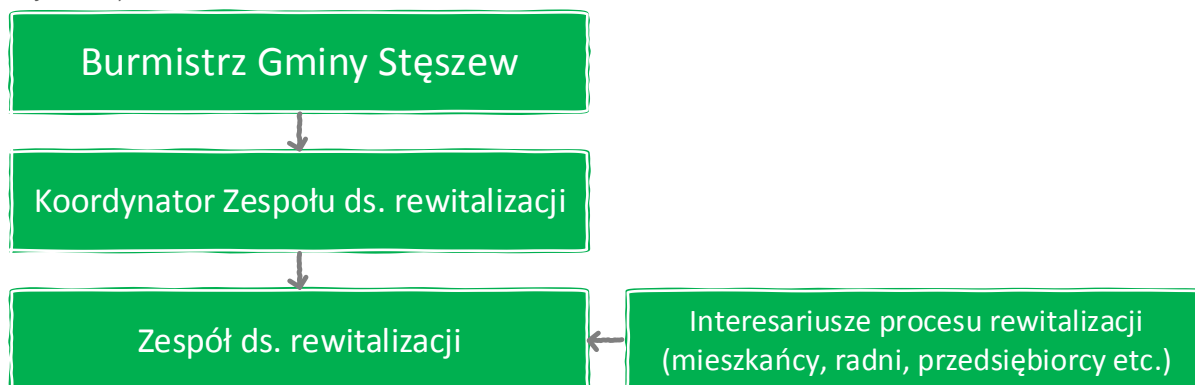 Burmistrz Gminy Stęszew
Koordynator Zespołu ds. rewitalizacji
Zespół ds. rewitalizacji
Interesariusze procesu rewitalizacji
(mieszkańcy, radni, przedsiębiorcy etc.)